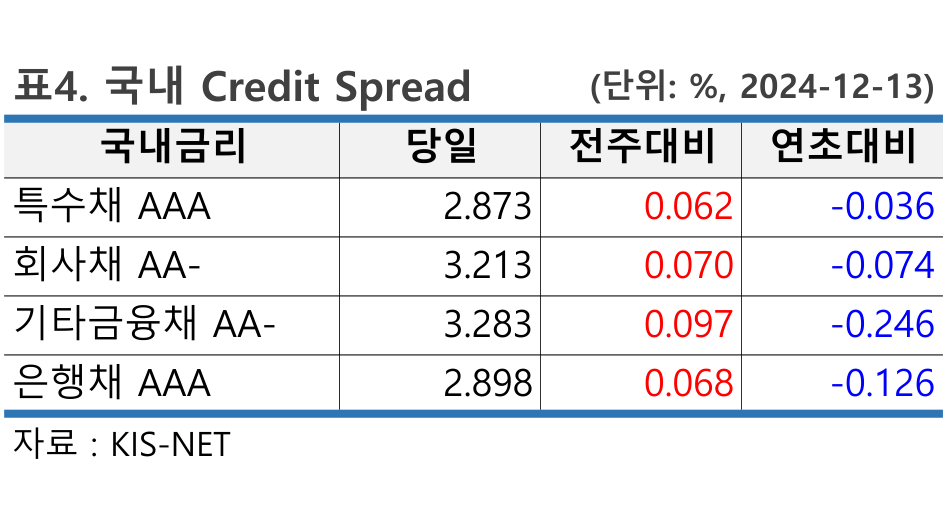 표4. 국내 Credit Spread (단위: %, 2024-12-13)
국내금리 당일 전주대비 연초대비
특수채 AAA 2.873 0.062 -0.036
회사채 AA- 3.213 0.070 -0.074
기타금융채 AA- 3.283 0.097 -0.246
은행채 AAA 2.898 0.068 -0.126
자료 : KIS-NET